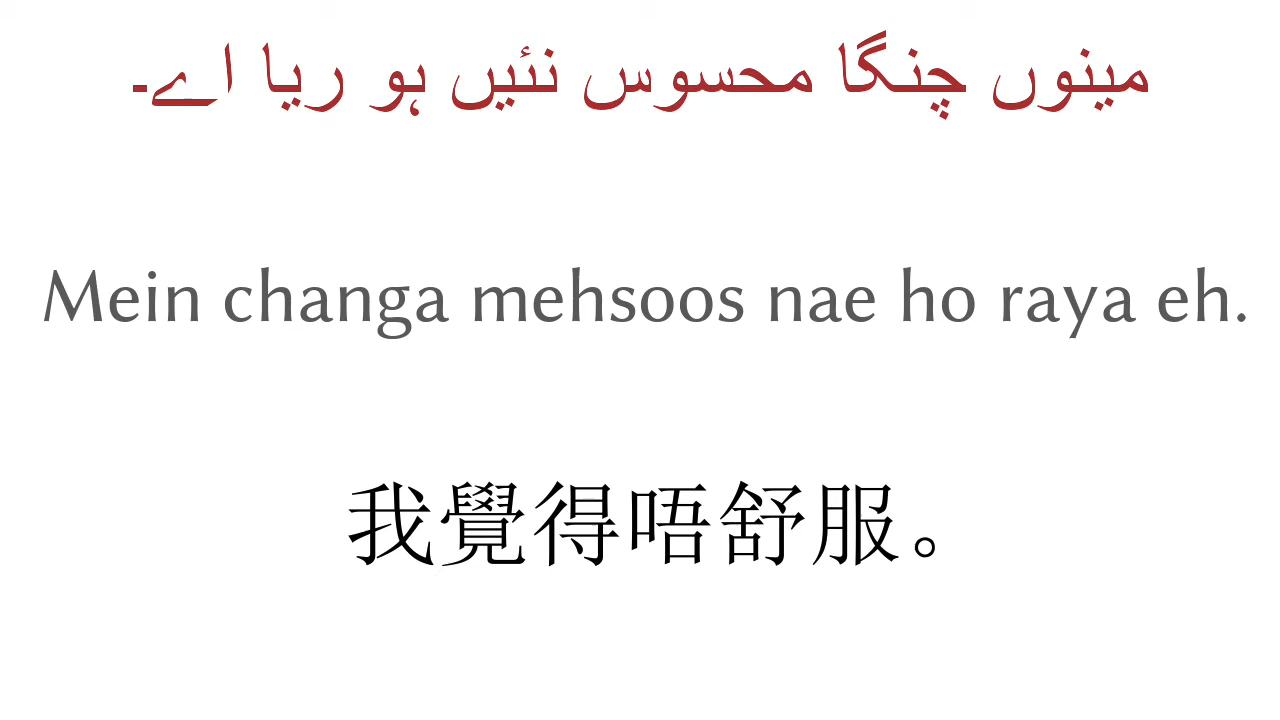 مینوں چنگا محسوس نئیں ہو ریا اے۔
Mein changa mehsoos nae ho raya eh.
我覺得唔舒服。